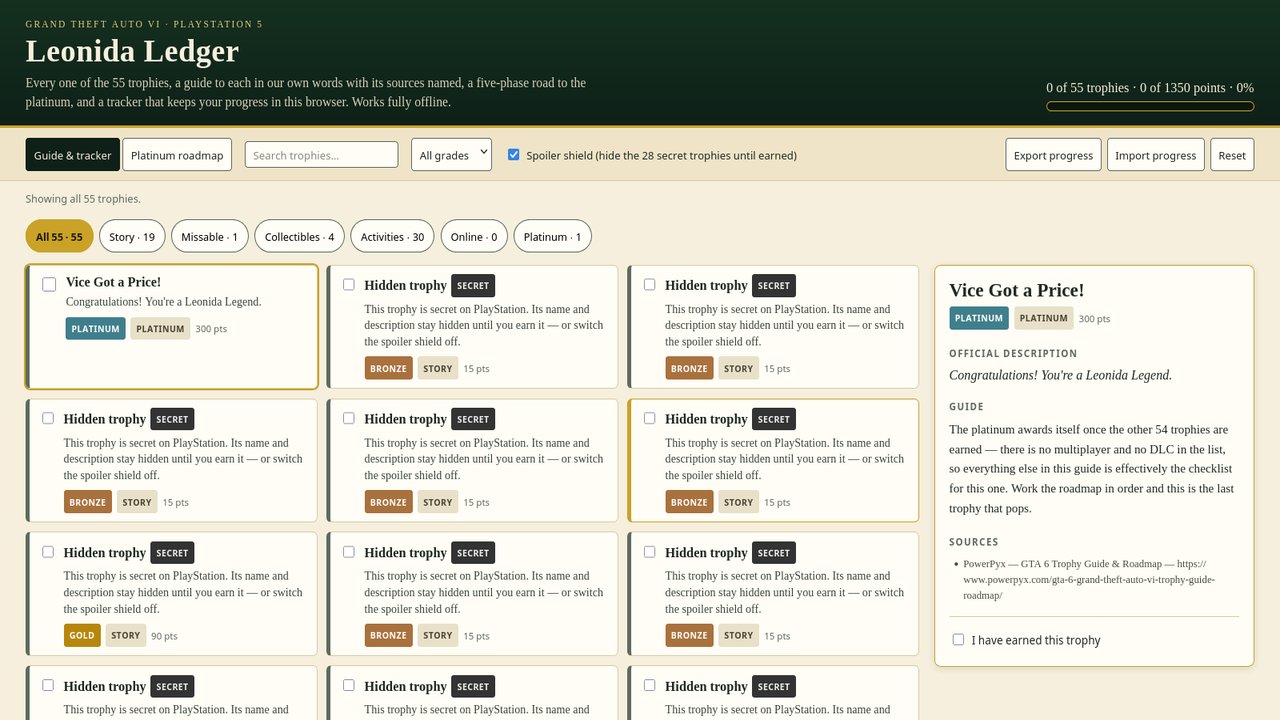 GRAND THEFT AUTO VI · PLAYSTATION 5
Leonida Ledger
Every one of the 55 trophies, a guide to each in our own words with its sources named, a five-phase road to the
platinum, and a tracker that keeps your progress in this browser. Works fully offline.
0 of 55 trophies · 0 of 1350 points · 0%
Guide & tracker
Platinum roadmap
Search trophies...
All grades
Spoiler shield (hide the 28 secret trophies until earned)
Export progress
Import progress
Reset
Showing all 55 trophies.
All 55 · 55
Story · 19
Missable · 1
Collectibles · 4
Activities · 30
Online · 0
Platinum · 1
Vice Got a Price!
Congratulations! You're a Leonida Legend.
PLATINUM PLATINUM 300 pts
Hidden trophy SECRET
This trophy is secret on PlayStation. Its name and
description stay hidden until you earn it — or switch
the spoiler shield off.
BRONZE STORY 15 pts
Hidden trophy SECRET
This trophy is secret on PlayStation. Its name and
description stay hidden until you earn it — or switch
the spoiler shield off.
BRONZE STORY 15 pts
Hidden trophy SECRET
This trophy is secret on PlayStation. Its name and
description stay hidden until you earn it — or switch
the spoiler shield off.
BRONZE STORY 15 pts
Hidden trophy SECRET
This trophy is secret on PlayStation. Its name and
description stay hidden until you earn it — or switch
the spoiler shield off.
BRONZE STORY 15 pts
Hidden trophy SECRET
This trophy is secret on PlayStation. Its name and
description stay hidden until you earn it — or switch
the spoiler shield off.
BRONZE STORY 15 pts
Hidden trophy SECRET
This trophy is secret on PlayStation. Its name and
description stay hidden until you earn it — or switch
the spoiler shield off.
GOLD STORY 90 pts
Hidden trophy SECRET
This trophy is secret on PlayStation. Its name and
description stay hidden until you earn it — or switch
the spoiler shield off.
BRONZE STORY 15 pts
Hidden trophy SECRET
This trophy is secret on PlayStation. Its name and
description stay hidden until you earn it — or switch
the spoiler shield off.
BRONZE STORY 15 pts
Hidden trophy SECRET
This trophy is secret on PlayStation. Its name and
Hidden trophy SECRET
This trophy is secret on PlayStation. Its name and
Hidden trophy SECRET
This trophy is secret on PlayStation. Its name and
Vice Got a Price!
PLATINUM PLATINUM 300 pts
OFFICIAL DESCRIPTION
Congratulations! You're a Leonida Legend.
GUIDE
The platinum awards itself once the other 54 trophies are
earned — there is no multiplayer and no DLC in the list,
so everything else in this guide is effectively the checklist
for this one. Work the roadmap in order and this is the last
trophy that pops.
SOURCES
• PowerPyx — GTA 6 Trophy Guide & Roadmap — https://
www.powerpyx.com/gta-6-grand-theft-auto-vi-trophy-guide-
roadmap/
I have earned this trophy